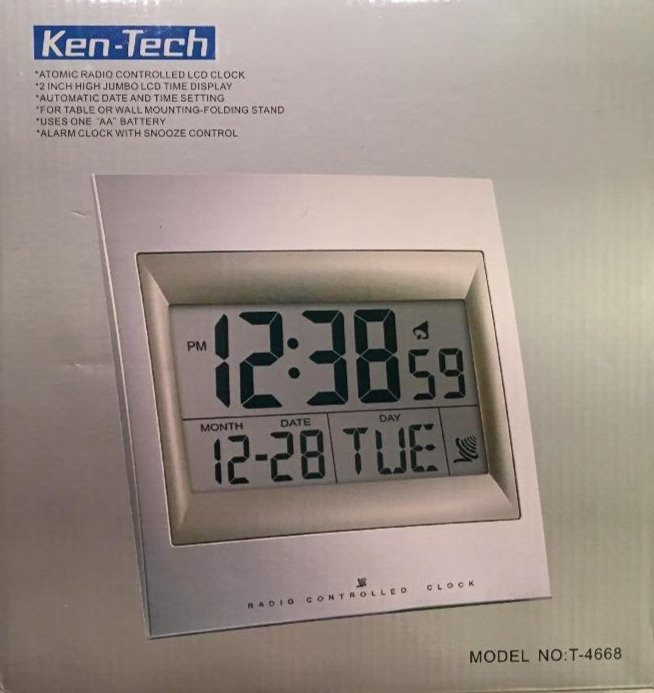 Ken-Tech
*ATOMIC RADIO CONTROLLED LCD CLOCK
*2 INCH HIGH JUMBO LCD TIME DISPLAY
*AUTOMATIC DATE AND TIME SETTING
*FOR TABLE OR WALL MOUNTING-FOLDING STAND
*USES ONE "AA" BATTERY
*ALARM CLOCK WITH SNOOZE CONTROL
PM 12:38 59
MONTH DATE DAY
12-28 TUE
RADIO CONTROLLED CLOCK
MODEL NO:T-4668